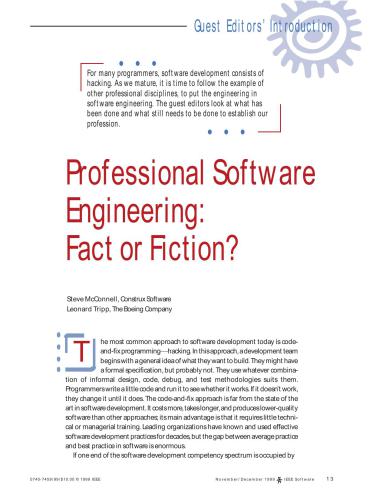 Guest Editors' Introduction
For many programmers, software development consists of
hacking. As we mature, it is time to follow the example of
other professional disciplines, to put the engineering in
software engineering. The guest editors look at what has
been done and what still needs to be done to establish our
profession.
Professional Software
Engineering:
Fact or Fiction?
Steve McConnell, Construx Software
Leonard Tripp, The Boeing Company
The most common approach to software development today is code-
and-fix programming—hacking. In this approach, a development team
begins with a general idea of what they want to build. They might have
a formal specification, but probably not. They use whatever combina-
tion of informal design, code, debug, and test methodologies suits them.
Programmers write a little code and run it to see whether it works. If it doesn't work,
they change it until it does. The code-and-fix approach is far from the state of the
art in software development. It costs more, takes longer, and produces lower-quality
software than other approaches; its main advantage is that it requires little techni-
cal or managerial training. Leading organizations have known and used effective
software development practices for decades, but the gap between average practice
and best practice in software is enormous.
If one end of the software development competency spectrum is occupied by
0740-7459/99/$10.00 © 1999 IEEE
November/December 1999 IEEE Software 13